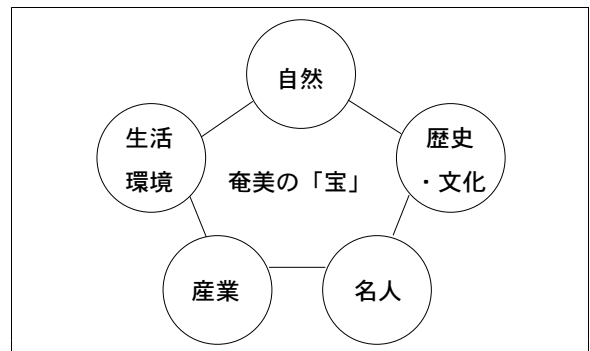 自然
生活
環境
歴史
・文化
奄美の「宝」
産業
名人